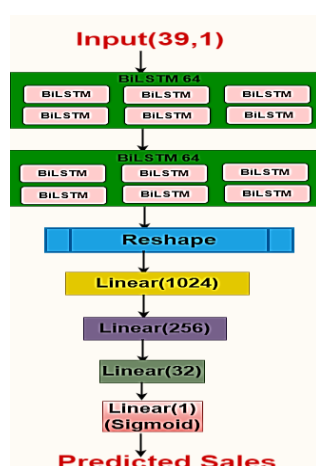 Input(39,1)
BiLSTM 64
BiLSTM BiLSTM BiLSTM
BiLSTM BiLSTM BiLSTM
BiLSTM 64
BiLSTM BiLSTM BiLSTM
BiLSTM BiLSTM BiLSTM
Reshape
Linear(1024)
Linear(256)
Linear(32)
Linear(1)
(Sigmoid)
Predicted Sales